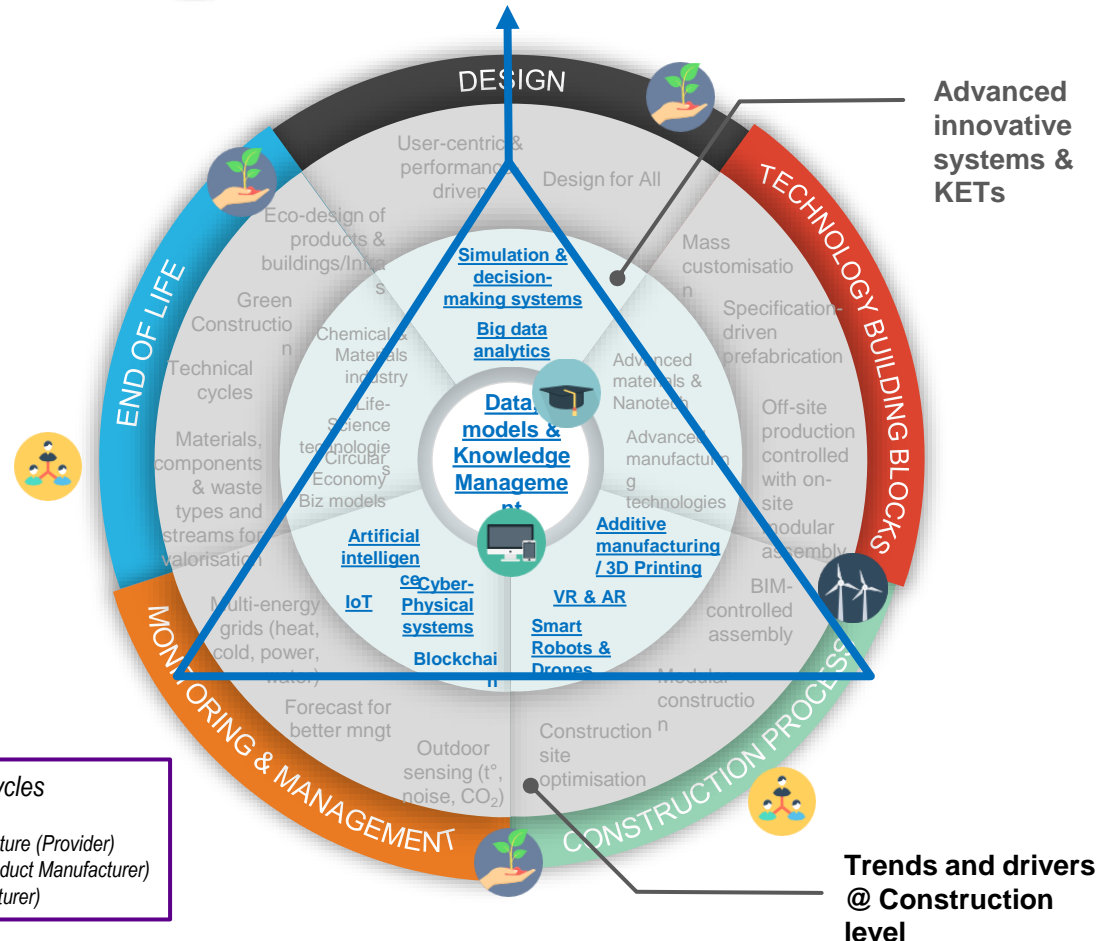 DESIGN
Advanced
innovative
systems &
KETs
TECHNOLOGY BUILDING BLOCKS
END OF LIFE
User-centric &
performance
driven
Design for All
Eco-design of
products &
buildings/Infra
s
Mass
customisatio
n
Green
Constructio
n
Specification-
driven
prefabrication
Technical
cycles
Off-site
production
controlled
with on-
site
modular
assembly
Materials,
components
& waste
types and
streams for
valorisation
Simulation &
decision-
making systems
Big data
analytics
Chemical &
Materials
industry
Life-
Science
technologie
s
Circular
Economy
Biz models
Advanced
materials &
Nanotech
Advanced
manufacturin
g
technologies
Data,
models &
Knowledge
Manageme
nt
Artificial
intelligen
ce
IoT
Cyber-
Physical
systems
Blockchai
n
Additive
manufacturing
/ 3D Printing
VR & AR
Smart
Robots &
Drones
BIM-
controlled
assembly
Modular
constructio
n
Multi-energy
grids (heat,
cold, power,
water)
Forecast for
better mngt
Outdoor
sensing (t°,
noise, CO₂)
Construction
site
optimisation
MONITORING & MANAGEMENT
CONSTRUCTION PROCESS
ycles
ture (Provider)
duct Manufacturer)
turer)
Trends and drivers
@ Construction
level